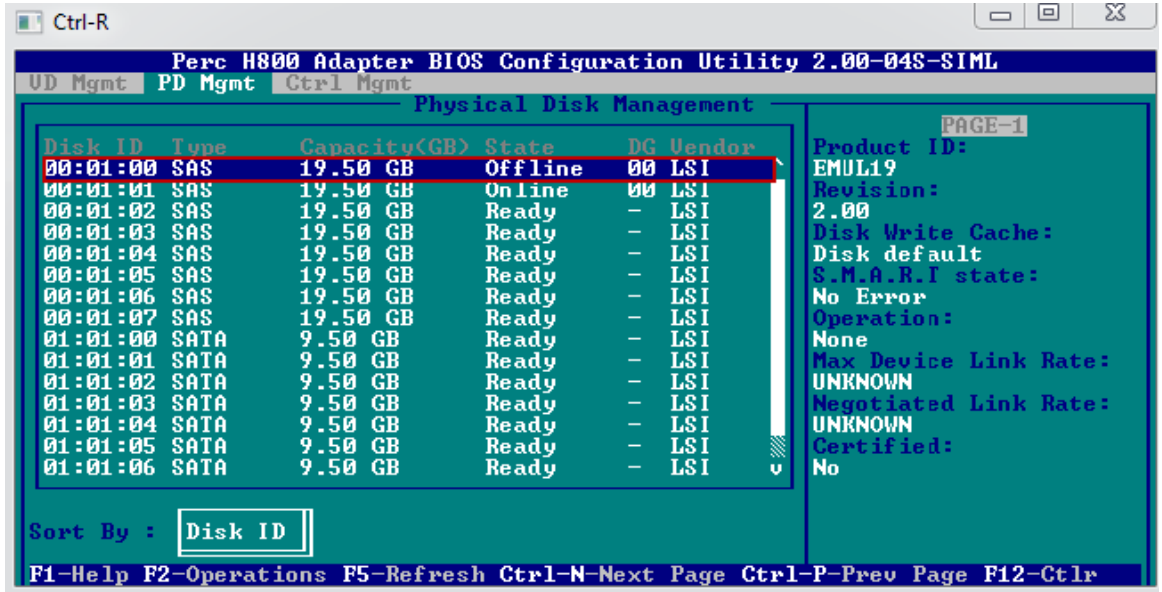 Ctrl-R
Perc H800 Adapter BIOS Configuration Utility 2.00-04S-SIML
VD Mgmt PD Mgmt Ctrl Mgmt
Physical Disk Management
Disk ID Type Capacity(GB) State DG Vendor
00:01:00 SAS 19.50 GB Offline 00 LSI
00:01:01 SAS 19.50 GB Online 00 LSI
00:01:02 SAS 19.50 GB Ready - LSI
00:01:03 SAS 19.50 GB Ready - LSI
00:01:04 SAS 19.50 GB Ready - LSI
00:01:05 SAS 19.50 GB Ready - LSI
00:01:06 SAS 19.50 GB Ready - LSI
00:01:07 SAS 19.50 GB Ready - LSI
01:01:00 SATA 9.50 GB Ready - LSI
01:01:01 SATA 9.50 GB Ready - LSI
01:01:02 SATA 9.50 GB Ready - LSI
01:01:03 SATA 9.50 GB Ready - LSI
01:01:04 SATA 9.50 GB Ready - LSI
01:01:05 SATA 9.50 GB Ready - LSI
01:01:06 SATA 9.50 GB Ready - LSI
PAGE-1
Product ID:
EMUL19
Revision:
2.00
Disk Write Cache:
Disk default
S.M.A.R.T state:
No Error
Operation:
None
Max Device Link Rate:
UNKNOWN
Negotiated Link Rate:
UNKNOWN
Certified:
No
Sort By : Disk ID
F1-Help F2-Operations F5-Refresh Ctrl-N-Next Page Ctrl-P-Prev Page F12-Ctlr